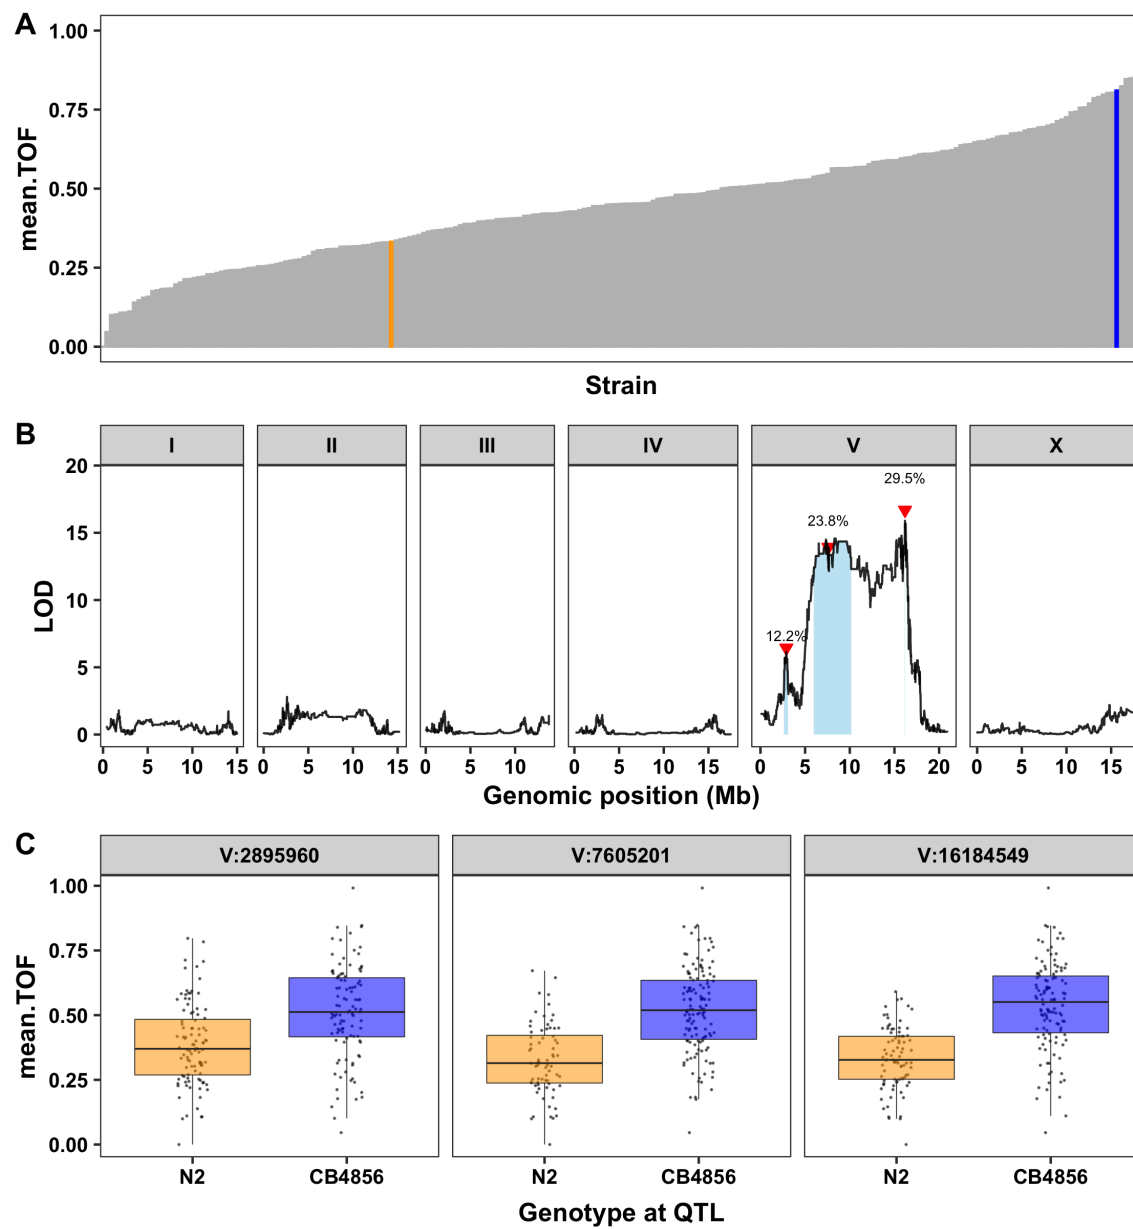 A
1.00
0.75
0.50
0.25
0.00
mean.TOF
Strain
B
I II III IV V X
20
15
10
5
0
LOD
12.2%
23.8%
29.5%
0 5 10 15 0 5 10 15 0 5 10 0 5 10 15 0 5 10 15 20 0 5 10 15
Genomic position (Mb)
C
V:2895960 V:7605201 V:16184549
1.00
0.75
0.50
0.25
0.00
mean.TOF
N2 CB4856 N2 CB4856 N2 CB4856
Genotype at QTL